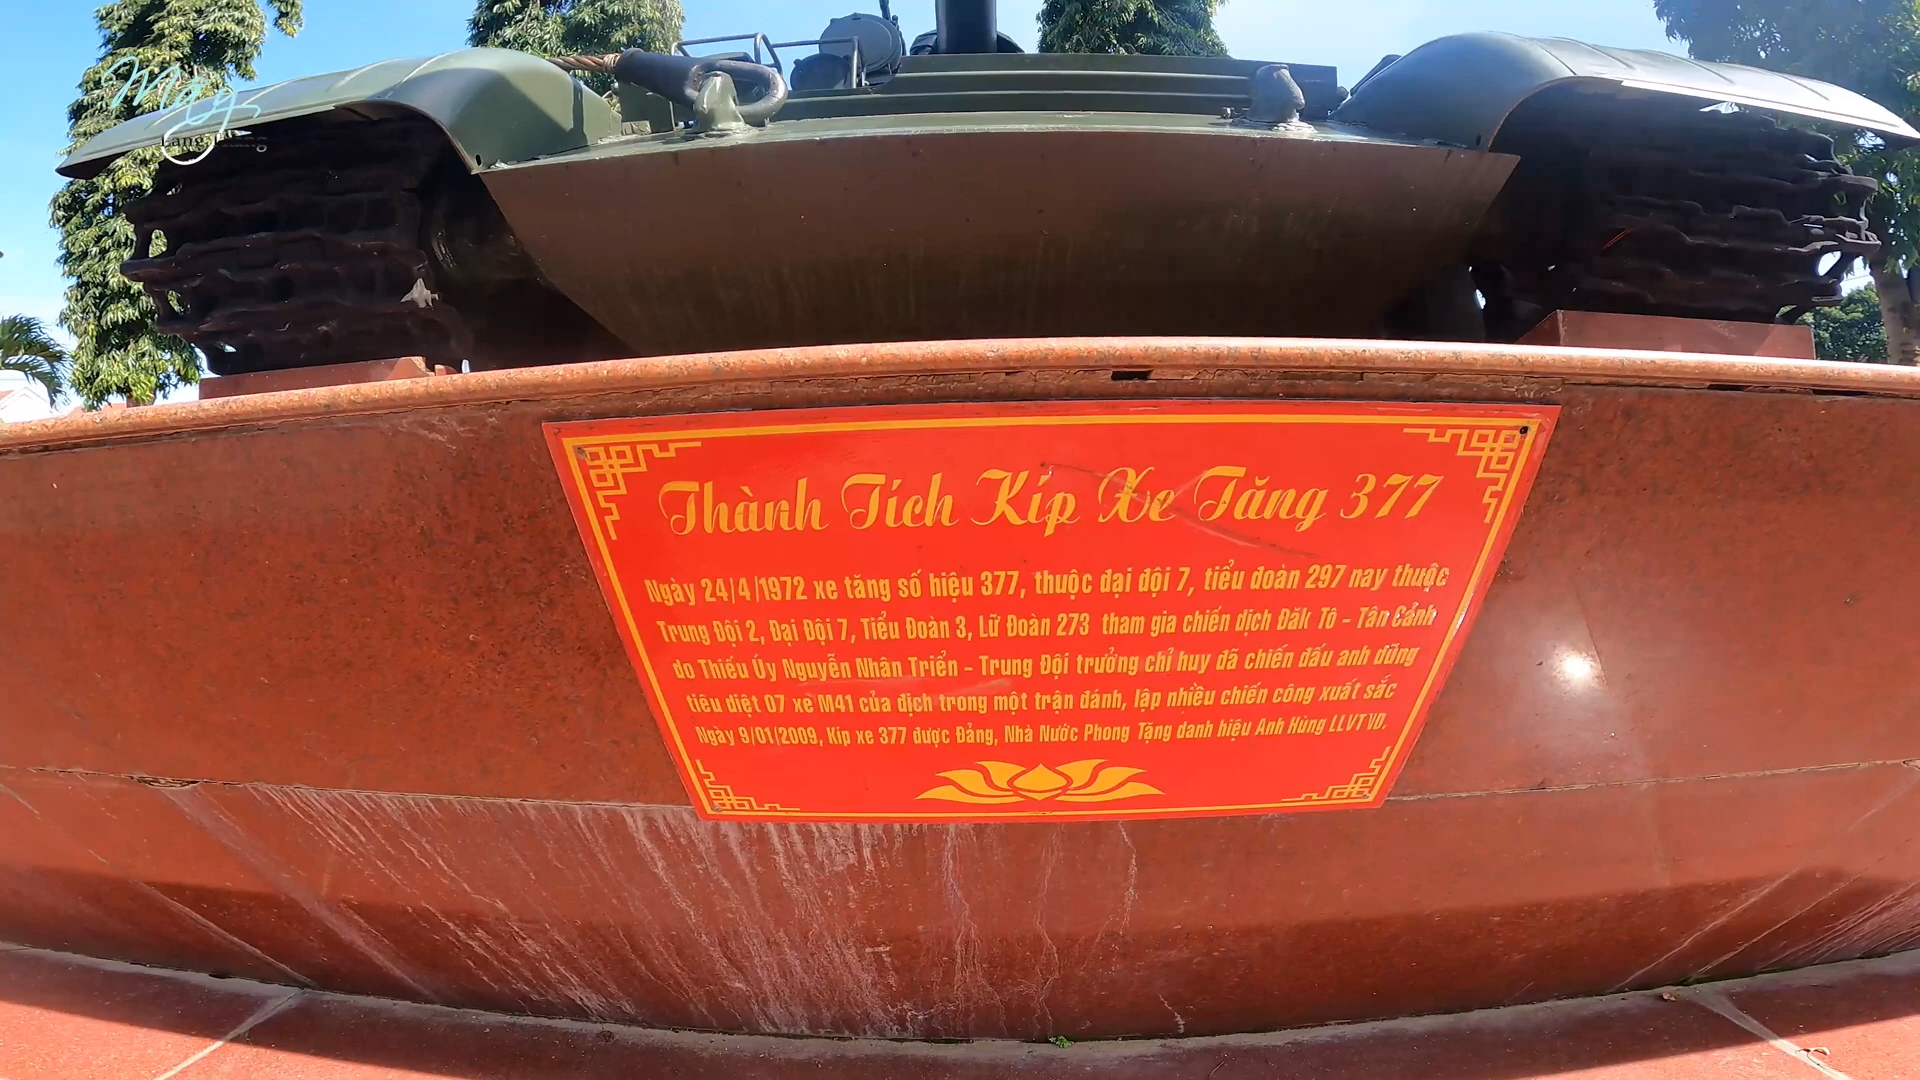 Mây
Lang Thang
Thành Tích Kíp Xe Tăng 377
Ngày 24/4/1972 xe tăng số hiệu 377, thuộc đại đội 7, tiểu đoàn 297 nay thuộc
Trung Đội 2, Đại Đội 7, Tiểu Đoàn 3, Lữ Đoàn 273 tham gia chiến dịch Đăk Tô - Tân Cảnh
do Thiếu Úy Nguyễn Nhân Triển - Trung Đội trưởng chỉ huy đã chiến đấu anh dũng
tiêu diệt 07 xe M41 của địch trong một trận đánh, lập nhiều chiến công xuất sắc
Ngày 9/01/2009, Kíp xe 377 được Đảng, Nhà Nước Phong Tặng danh hiệu Anh Hùng LLVTVD.